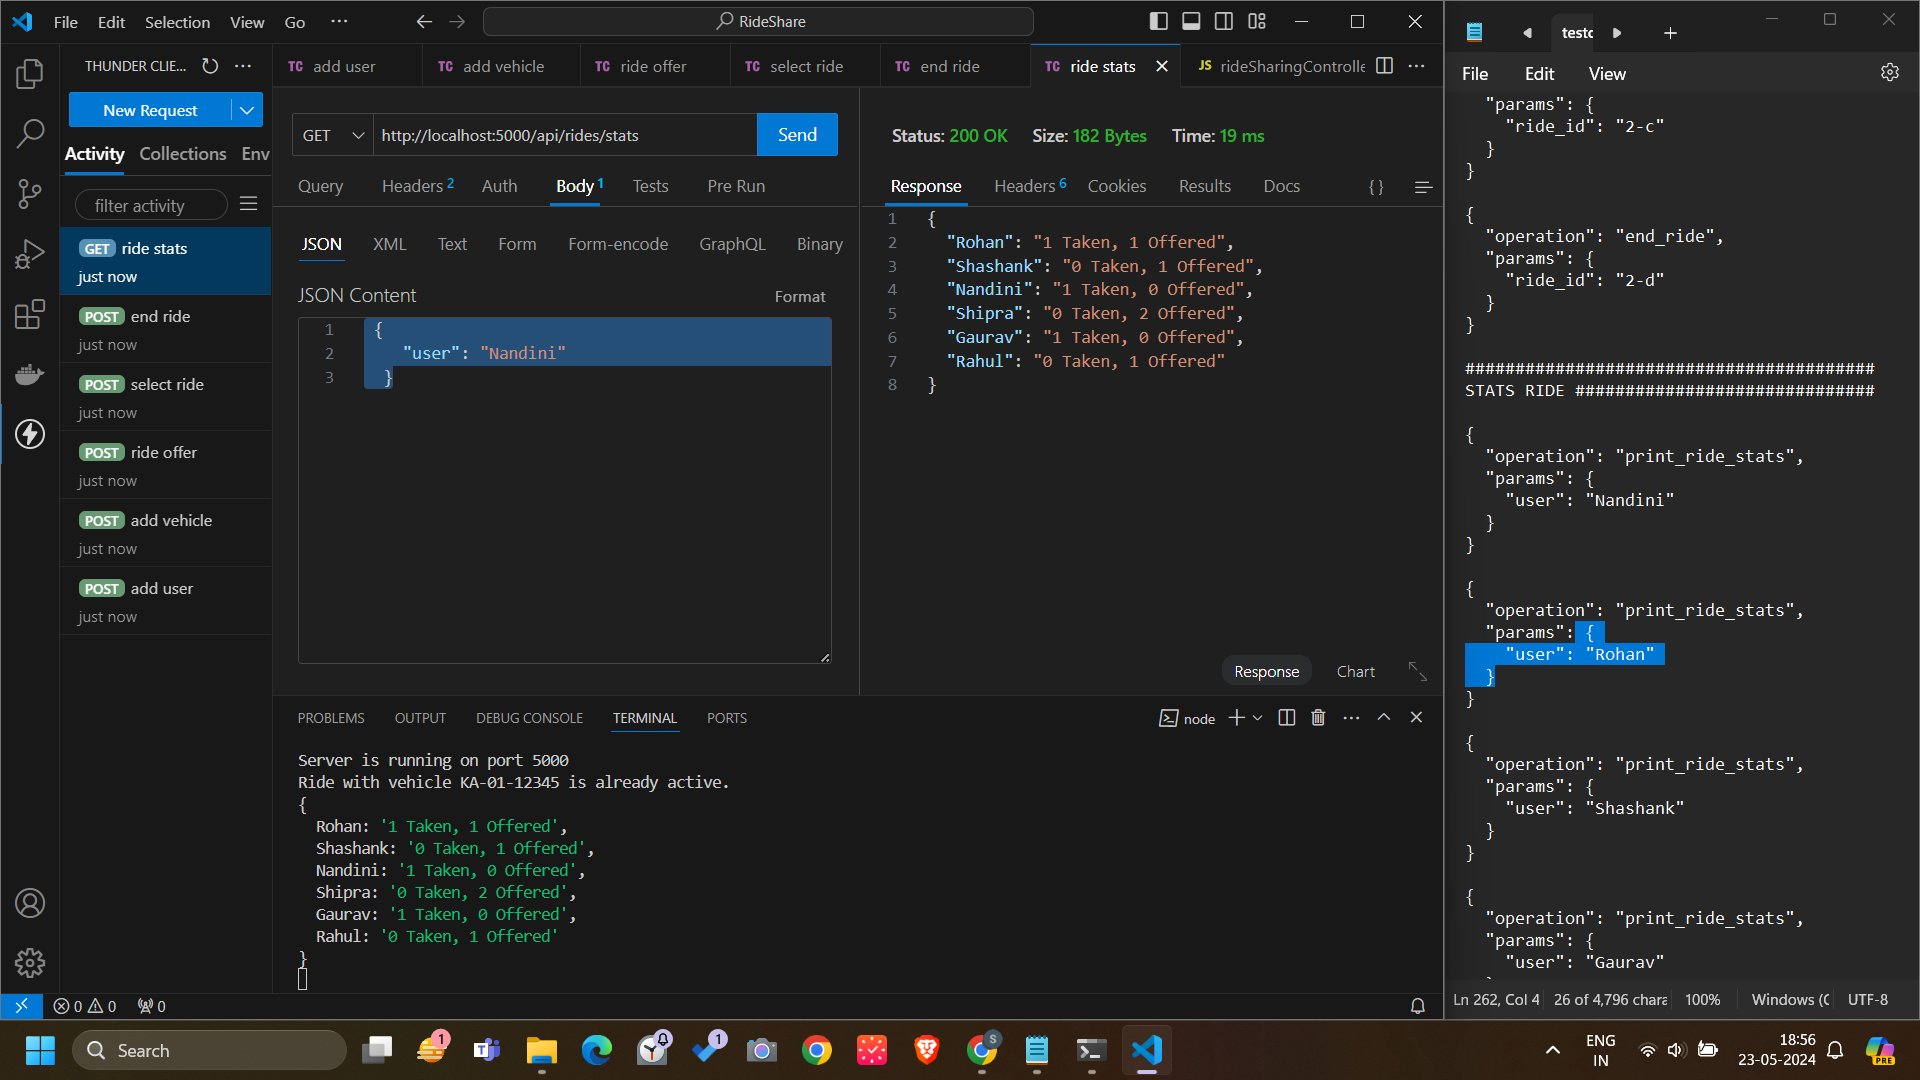 File Edit Selection View Go ··· RideShare
THUNDER CLIE... ···
New Request
Activity Collections Env
filter activity
GET ride stats
just now
POST end ride
just now
POST select ride
just now
POST ride offer
just now
POST add vehicle
just now
POST add user
just now
TC add user TC add vehicle TC ride offer TC select ride TC end ride TC ride stats JS rideSharingControlle ···
GET http://localhost:5000/api/rides/stats Send
Query Headers 2 Auth Body 1 Tests Pre Run
JSON XML Text Form Form-encode GraphQL Binary
JSON Content Format
1 {
2 "user": "Nandini"
3 }
Status: 200 OK Size: 182 Bytes Time: 19 ms
Response Headers 6 Cookies Results Docs { }
1 {
2 "Rohan": "1 Taken, 1 Offered",
3 "Shashank": "0 Taken, 1 Offered",
4 "Nandini": "1 Taken, 0 Offered",
5 "Shipra": "0 Taken, 2 Offered",
6 "Gaurav": "1 Taken, 0 Offered",
7 "Rahul": "0 Taken, 1 Offered"
8 }
Response Chart
PROBLEMS OUTPUT DEBUG CONSOLE TERMINAL PORTS node ···
Server is running on port 5000
Ride with vehicle KA-01-12345 is already active.
{
Rohan: '1 Taken, 1 Offered',
Shashank: '0 Taken, 1 Offered',
Nandini: '1 Taken, 0 Offered',
Shipra: '0 Taken, 2 Offered',
Gaurav: '1 Taken, 0 Offered',
Rahul: '0 Taken, 1 Offered'
}
0 0 0
testc
File Edit View
"params": {
"ride_id": "2-c"
}
}
{
"operation": "end_ride",
"params": {
"ride_id": "2-d"
}
}
#########################################
STATS RIDE ##############################
{
"operation": "print_ride_stats",
"params": {
"user": "Nandini"
}
}
{
"operation": "print_ride_stats",
"params": {
"user": "Rohan"
}
}
{
"operation": "print_ride_stats",
"params": {
"user": "Shashank"
}
}
{
"operation": "print_ride_stats",
"params": {
"user": "Gaurav"
Ln 262, Col 4 26 of 4,796 chara 100% Windows (C UTF-8
Search 1 1 S
ENG
IN
18:56
23-05-2024
PRE